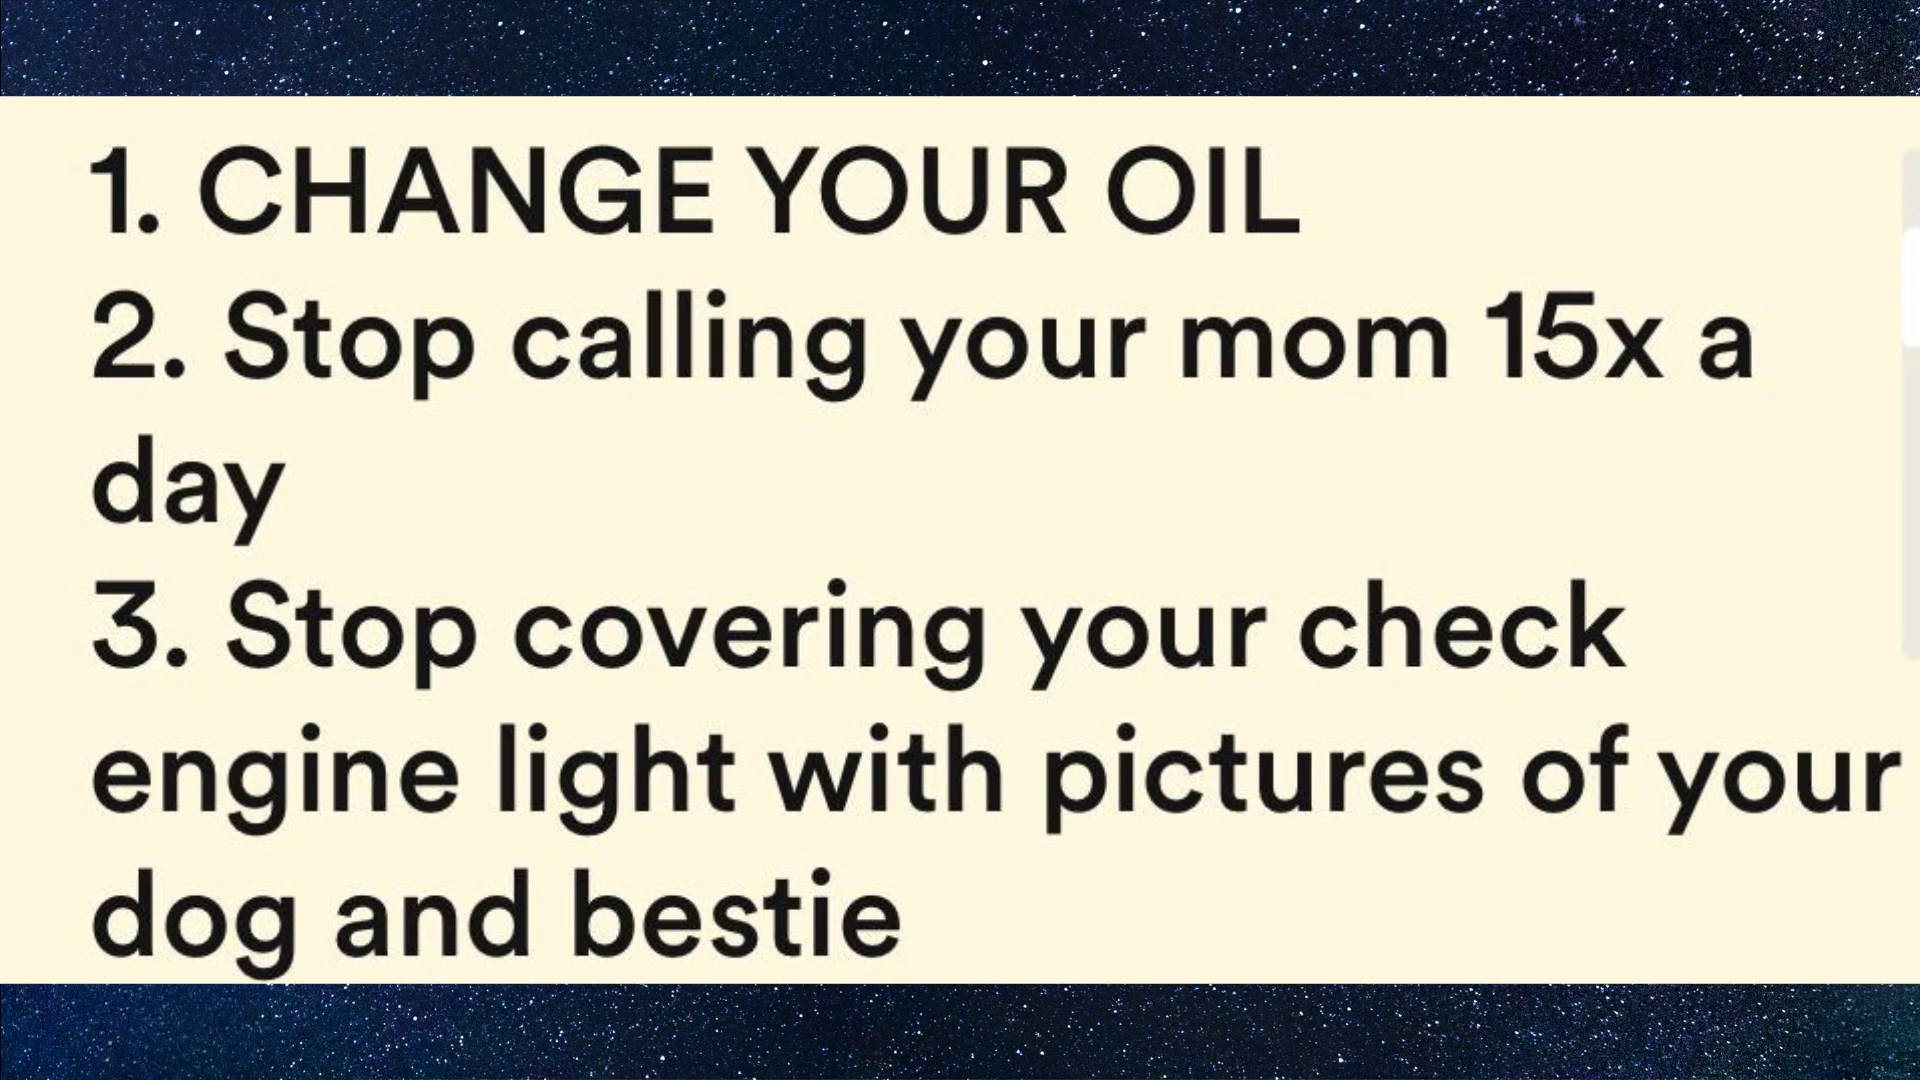 1. CHANGE YOUR OIL
2. Stop calling your mom 15x a
day
3. Stop covering your check
engine light with pictures of your
dog and bestie